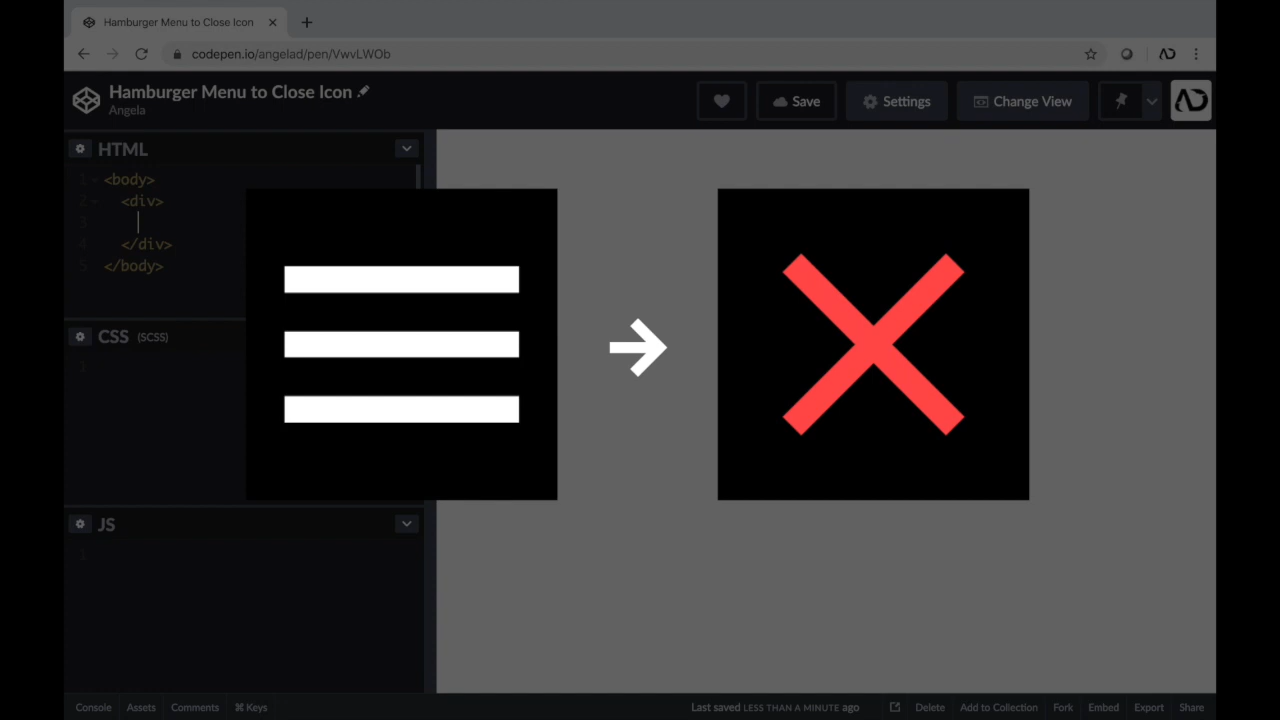 Hamburger Menu to Close Icon
codepen.io/angelad/pen/VwvLWOb
Hamburger Menu to Close Icon
Angela
Save
Settings
Change View
HTML
1 <body>
2 <div>
3
4 </div>
5 </body>
CSS (SCSS)
1
JS
1
Console Assets Comments ⌘ Keys
Last saved LESS THAN A MINUTE ago
Delete Add to Collection Fork Embed Export Share